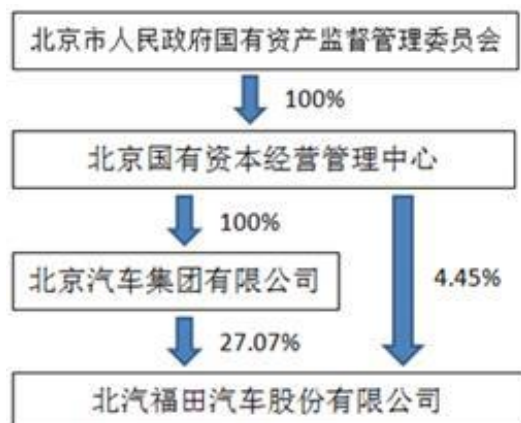 北京市人民政府国有资产监督管理委员会
100%
北京国有资本经营管理中心
100%
北京汽车集团有限公司
4.45%
27.07%
北汽福田汽车股份有限公司